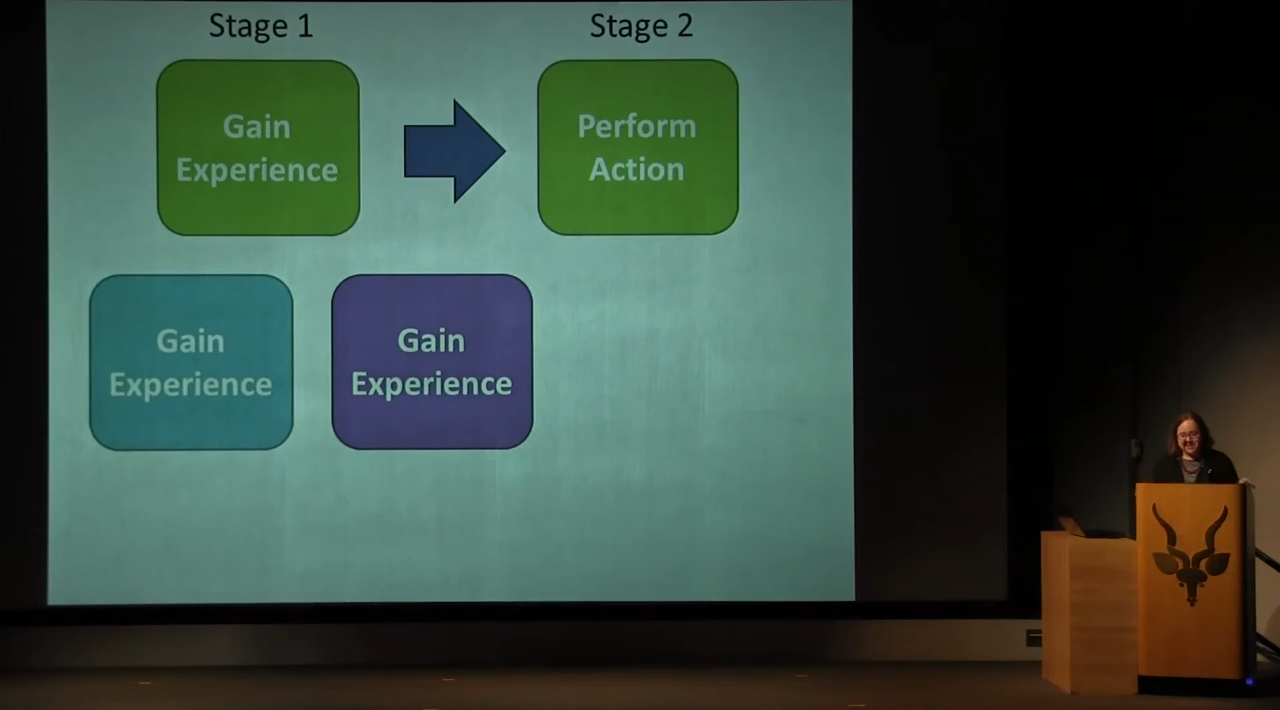 Stage 1
Stage 2
Gain
Experience
Perform
Action
Gain
Experience
Gain
Experience